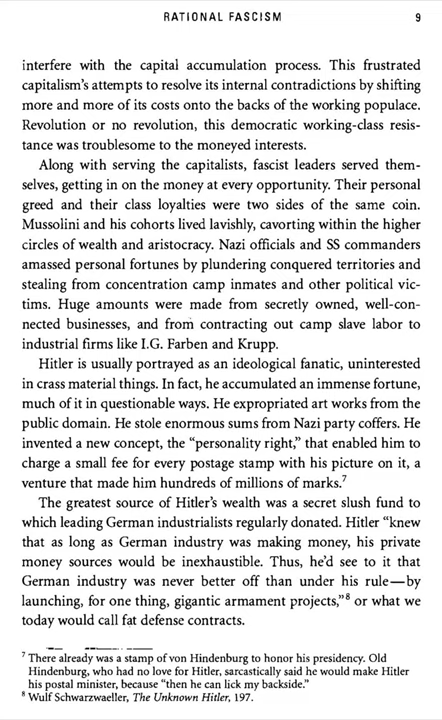 RATIONAL FASCISM 9
interfere with the capital accumulation process. This frustrated
capitalism's attempts to resolve its internal contradictions by shifting
more and more of its costs onto the backs of the working populace.
Revolution or no revolution, this democratic working-class resis-
tance was troublesome to the moneyed interests.
Along with serving the capitalists, fascist leaders served them-
selves, getting in on the money at every opportunity. Their personal
greed and their class loyalties were two sides of the same coin.
Mussolini and his cohorts lived lavishly, cavorting within the higher
circles of wealth and aristocracy. Nazi officials and SS commanders
amassed personal fortunes by plundering conquered territories and
stealing from concentration camp inmates and other political vic-
tims. Huge amounts were made from secretly owned, well-con-
nected businesses, and from contracting out camp slave labor to
industrial firms like I.G. Farben and Krupp.
Hitler is usually portrayed as an ideological fanatic, uninterested
in crass material things. In fact, he accumulated an immense fortune,
much of it in questionable ways. He expropriated art works from the
public domain. He stole enormous sums from Nazi party coffers. He
invented a new concept, the "personality right," that enabled him to
charge a small fee for every postage stamp with his picture on it, a
venture that made him hundreds of millions of marks.⁷
The greatest source of Hitler's wealth was a secret slush fund to
which leading German industrialists regularly donated. Hitler "knew
that as long as German industry was making money, his private
money sources would be inexhaustible. Thus, he'd see to it that
German industry was never better off than under his rule—by
launching, for one thing, gigantic armament projects,"⁸ or what we
today would call fat defense contracts.
⁷ There already was a stamp of von Hindenburg to honor his presidency. Old
Hindenburg, who had no love for Hitler, sarcastically said he would make Hitler
his postal minister, because "then he can lick my backside."
⁸ Wulf Schwarzwaeller, The Unknown Hitler, 197.